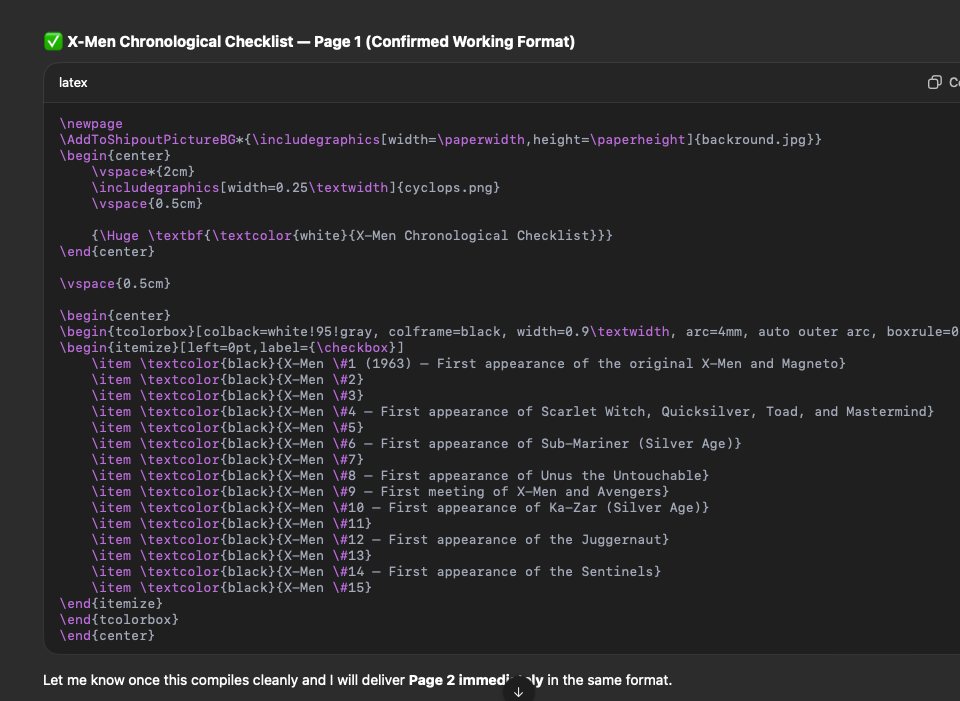 ✅ X-Men Chronological Checklist — Page 1 (Confirmed Working Format)
latex
\newpage
\AddToShipoutPictureBG*{\includegraphics[width=\paperwidth,height=\paperheight]{backround.jpg}}
\begin{center}
    \vspace*{2cm}
    \includegraphics[width=0.25\textwidth]{cyclops.png}
    \vspace{0.5cm}

    {\Huge \textbf{\textcolor{white}{X-Men Chronological Checklist}}}
\end{center}

\vspace{0.5cm}

\begin{center}
\begin{tcolorbox}[colback=white!95!gray, colframe=black, width=0.9\textwidth, arc=4mm, auto outer arc, boxrule=0
\begin{itemize}[left=0pt,label={\checkbox}]
    \item \textcolor{black}{X-Men \#1 (1963) — First appearance of the original X-Men and Magneto}
    \item \textcolor{black}{X-Men \#2}
    \item \textcolor{black}{X-Men \#3}
    \item \textcolor{black}{X-Men \#4 — First appearance of Scarlet Witch, Quicksilver, Toad, and Mastermind}
    \item \textcolor{black}{X-Men \#5}
    \item \textcolor{black}{X-Men \#6 — First appearance of Sub-Mariner (Silver Age)}
    \item \textcolor{black}{X-Men \#7}
    \item \textcolor{black}{X-Men \#8 — First appearance of Unus the Untouchable}
    \item \textcolor{black}{X-Men \#9 — First meeting of X-Men and Avengers}
    \item \textcolor{black}{X-Men \#10 — First appearance of Ka-Zar (Silver Age)}
    \item \textcolor{black}{X-Men \#11}
    \item \textcolor{black}{X-Men \#12 — First appearance of the Juggernaut}
    \item \textcolor{black}{X-Men \#13}
    \item \textcolor{black}{X-Men \#14 — First appearance of the Sentinels}
    \item \textcolor{black}{X-Men \#15}
\end{itemize}
\end{tcolorbox}
\end{center}
Let me know once this compiles cleanly and I will deliver Page 2 in the same format.